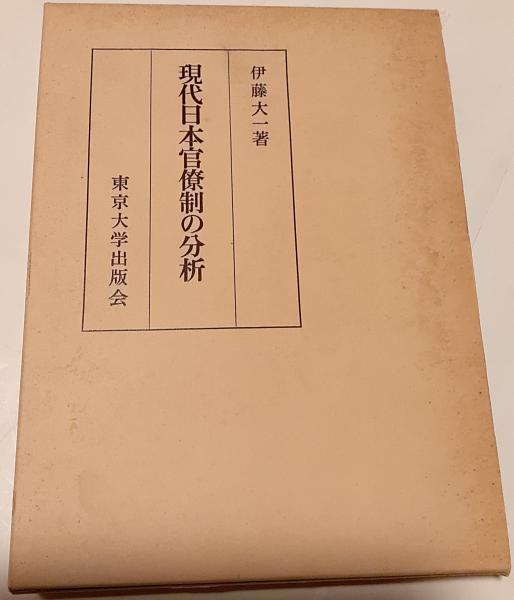 伊藤大一著
現代日本官僚制の分析
東京大学出版会